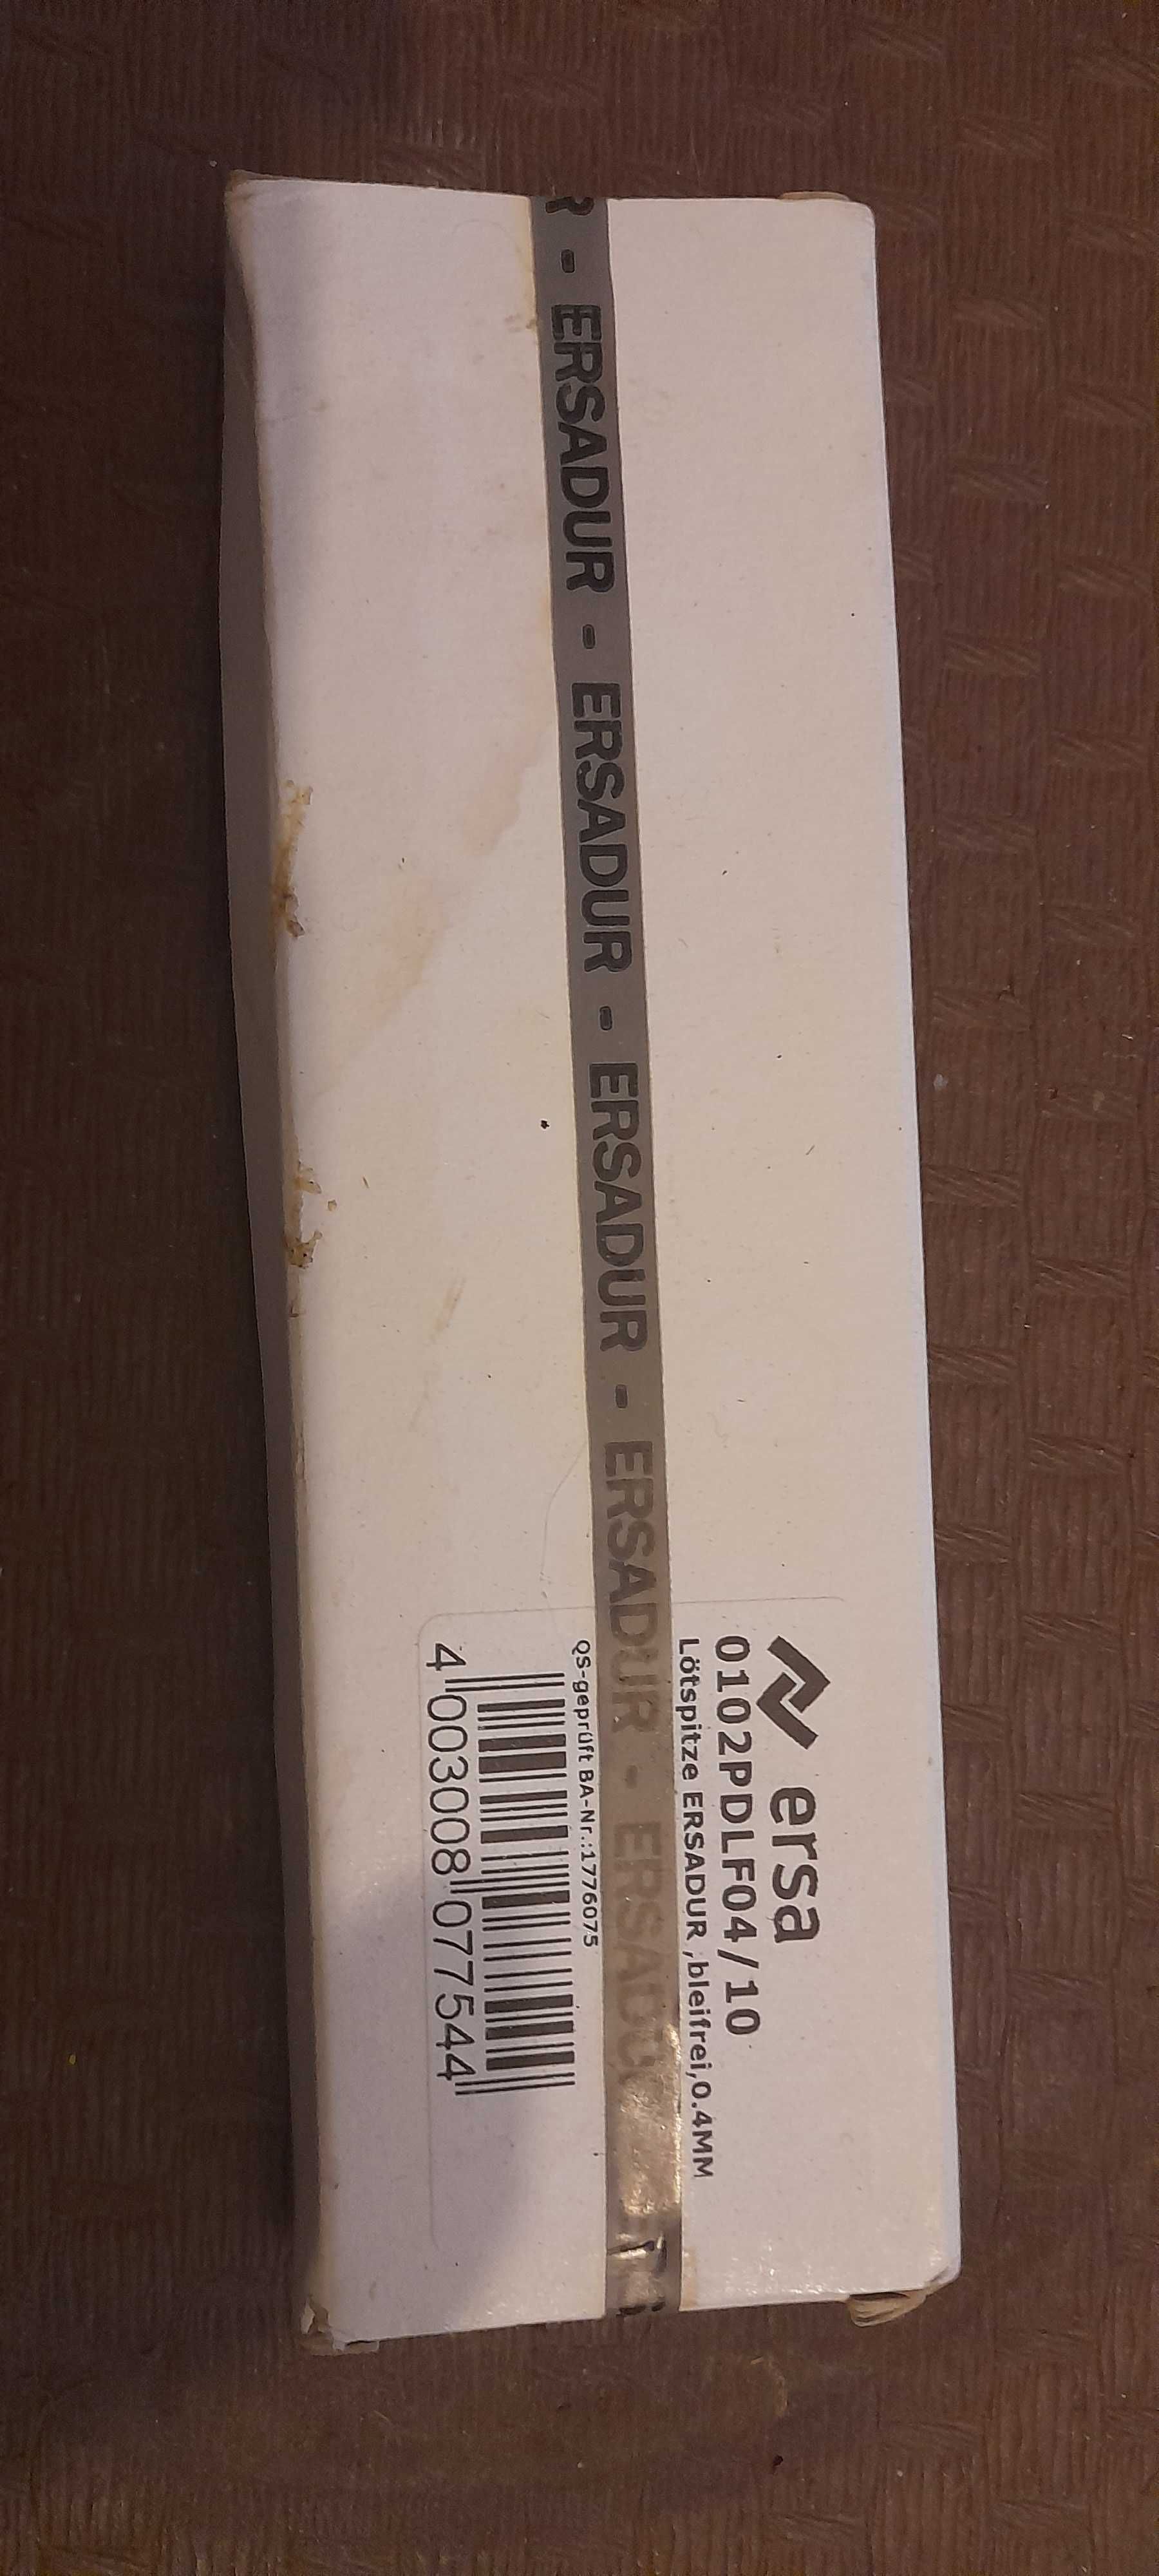 R - ERSADUR - ERSADUR - ERSADUR - ERSADUR - ERSADUR
ersa
0102PDLF04/10
Lötspitze ERSADUR ,bleifrei,0.4MM
QS-geprüft BA-Nr.:1776075
4 003008 077544